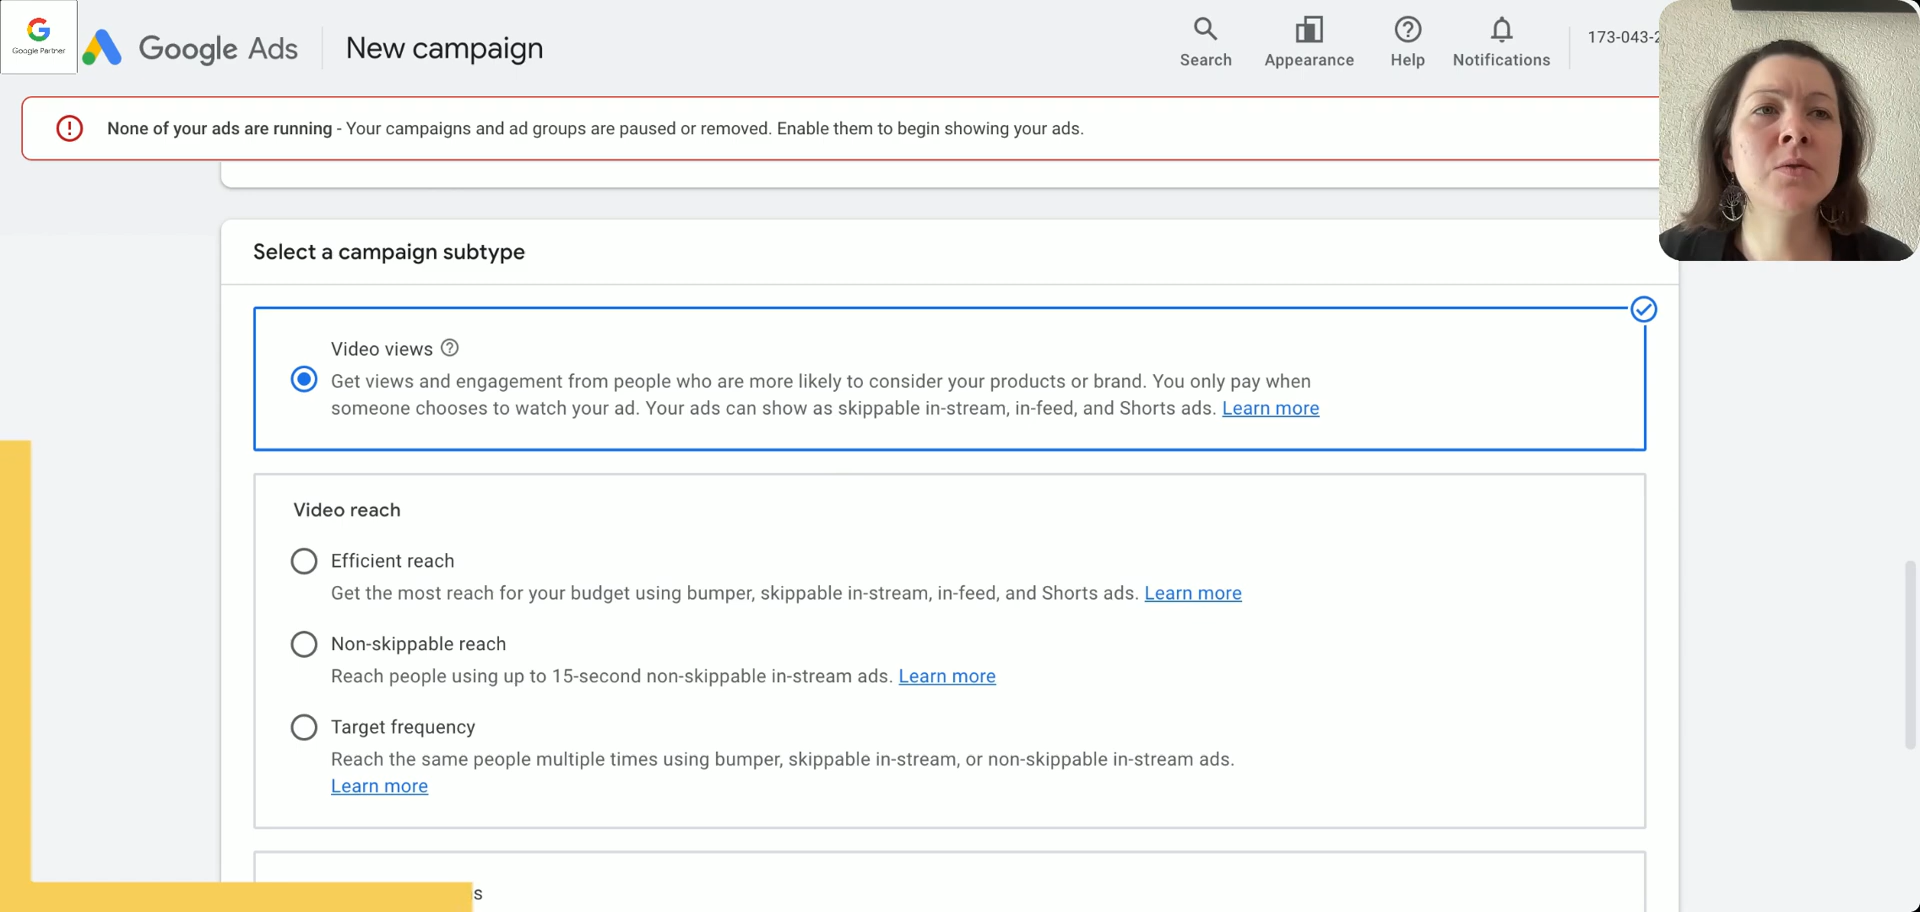 Google Partner
Google Ads
New campaign
Search
Appearance
Help
Notifications
173-043-2
None of your ads are running - Your campaigns and ad groups are paused or removed. Enable them to begin showing your ads.
Select a campaign subtype
Video views
Get views and engagement from people who are more likely to consider your products or brand. You only pay when
someone chooses to watch your ad. Your ads can show as skippable in-stream, in-feed, and Shorts ads. Learn more
Video reach
Efficient reach
Get the most reach for your budget using bumper, skippable in-stream, in-feed, and Shorts ads. Learn more
Non-skippable reach
Reach people using up to 15-second non-skippable in-stream ads. Learn more
Target frequency
Reach the same people multiple times using bumper, skippable in-stream, or non-skippable in-stream ads.
Learn more
s